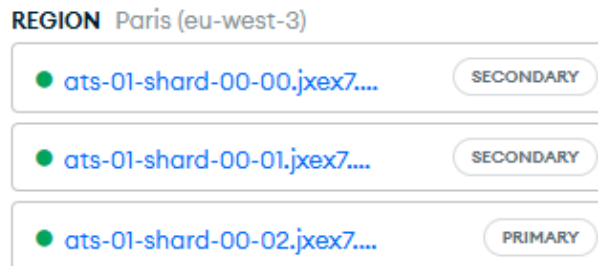 REGION Paris (eu-west-3)
ats-01-shard-00-00.jxex7.... SECONDARY
ats-01-shard-00-01.jxex7.... SECONDARY
ats-01-shard-00-02.jxex7.... PRIMARY